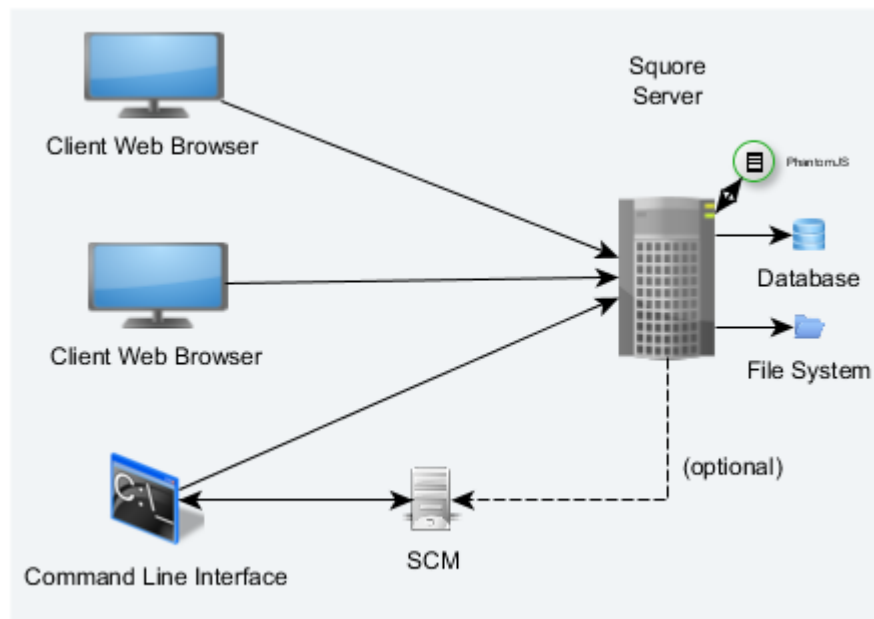 Squore
Server
Client Web Browser
PhantomJS
Database
Client Web Browser
File System
C:\_
(optional)
SCM
Command Line Interface